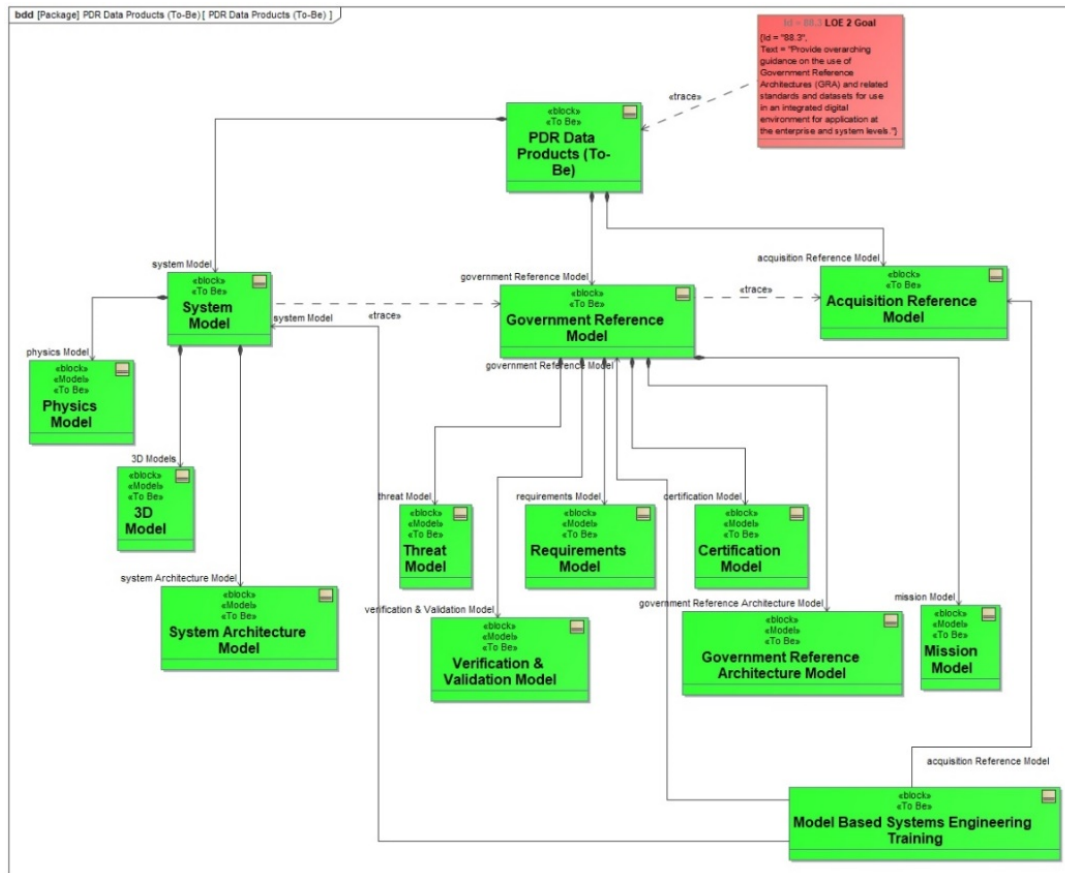 bdd [Package] PDR Data Products (To-Be) [ PDR Data Products (To-Be) ]
Id = 88.3 LOE 2 Goal
{Id = "88.3",
Text = "Provide overarching
guidance on the use of
Government Reference
Architectures (GRA) and related
standards and datasets for use
in an integrated digital
environment for application at
the enterprise and system levels."}
«trace»
«block»
«To Be»
PDR Data
Products (To-
Be)
system Model
«block»
«To Be»
System
Model
government Reference Model
«block»
«To Be»
Government Reference
Model
acquisition Reference Model
«block»
«To Be»
Acquisition Reference
Model
«trace»
«trace»
system Model
government Reference Model
physics Model
«block»
«Model»
«To Be»
Physics
Model
3D Models
«block»
«Model»
«To Be»
3D
Model
system Architecture Model
«block»
«Model»
«To Be»
System Architecture
Model
threat Model
«block»
«Model»
«To Be»
Threat
Model
requirements Model
«block»
«Model»
«To Be»
Requirements
Model
certification Model
«block»
«Model»
«To Be»
Certification
Model
verification & Validation Model
«block»
«Model»
«To Be»
Verification &
Validation Model
government Reference Architecture Model
«block»
«Model»
«To Be»
Government Reference
Architecture Model
mission Model
«block»
«Model»
«To Be»
Mission
Model
acquisition Reference Model
«block»
«To Be»
Model Based Systems Engineering
Training